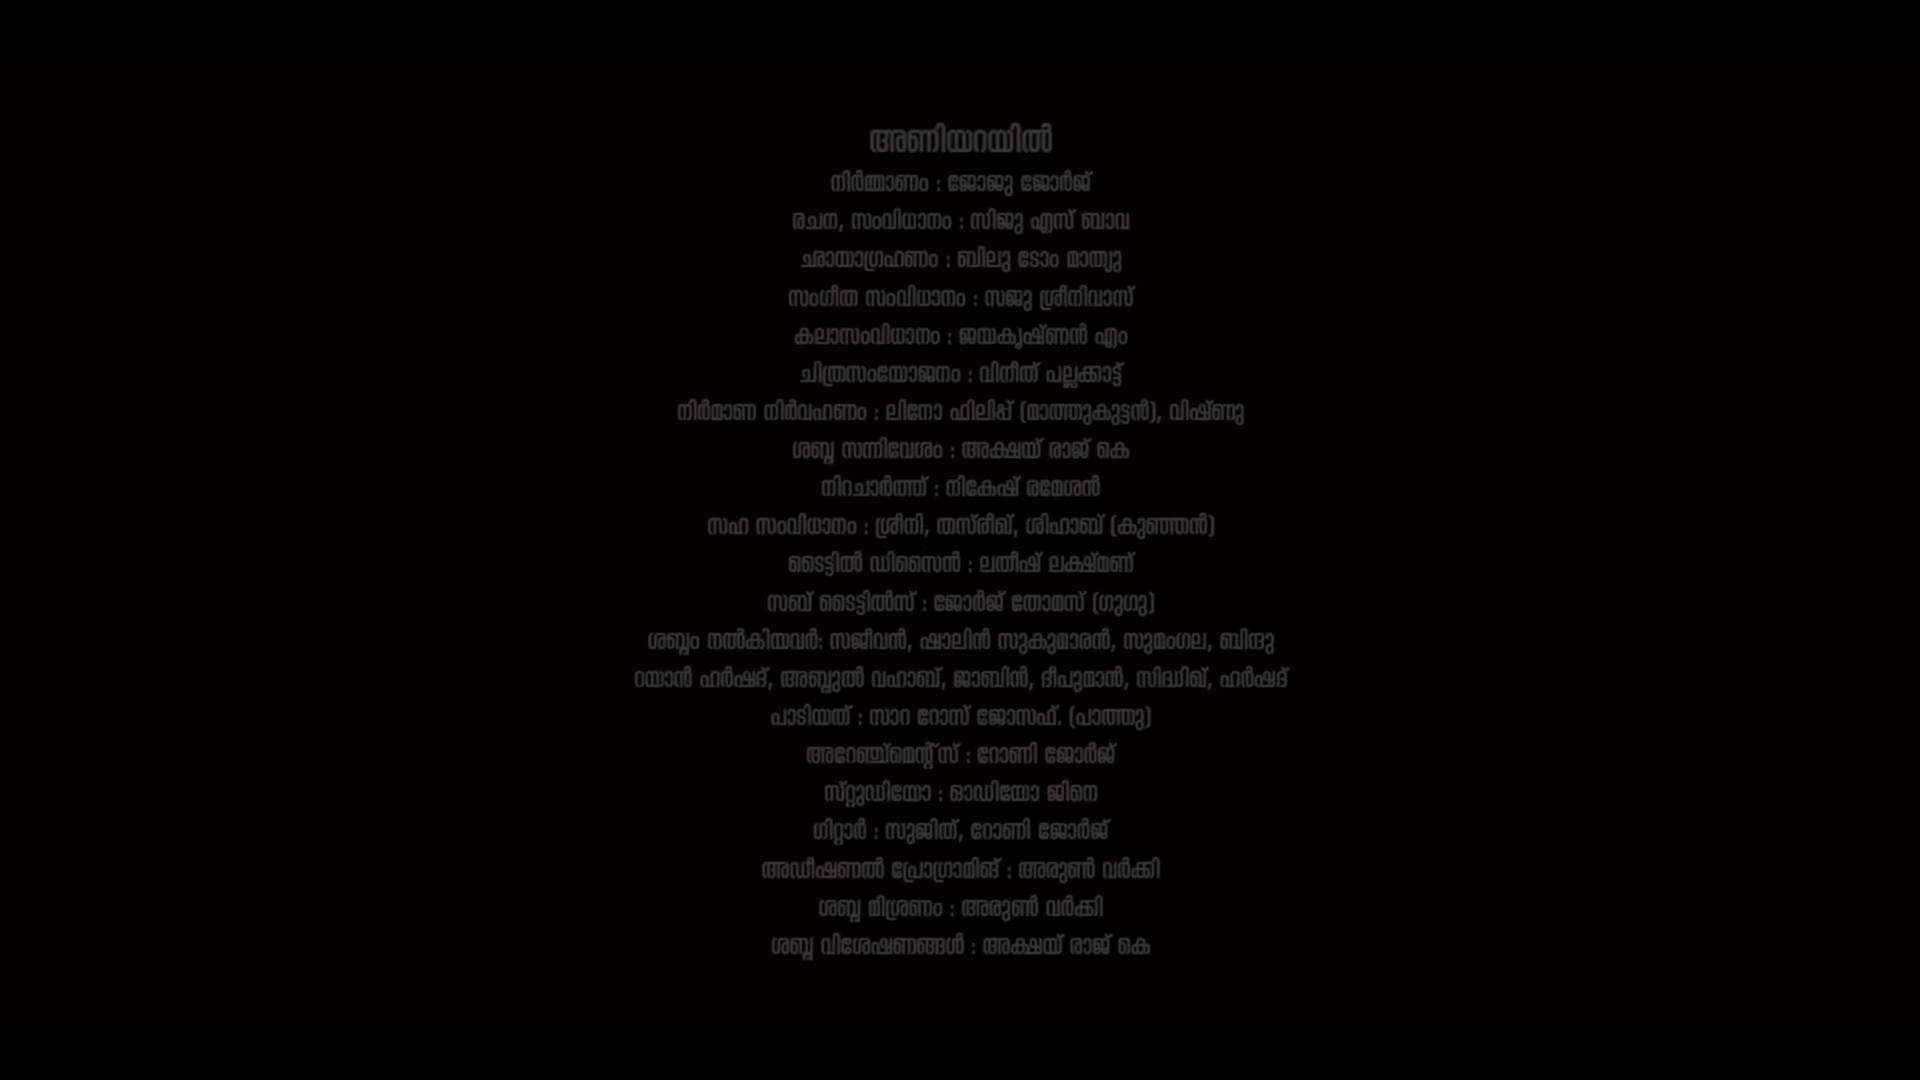 അണിയറയിൽ
നിർമ്മാണം : ജോജു ജോർജ്
രചന, സംവിധാനം : സിജു എസ് ബാവ
ഛായാഗ്രഹണം : ബിലു ടോം മാത്യു
സംഗീത സംവിധാനം : സജു ശ്രീനിവാസ്
കലാസംവിധാനം : ജയകൃഷ്ണൻ എം
ചിത്രസംയോജനം : വിനീത് പല്ലക്കാട്ട്
നിർമാണ നിർവഹണം : ലിനോ ഫിലിപ്പ് (മാത്തുകുട്ടൻ), വിഷ്ണു
ശബ്ദ സന്നിവേശം : അക്ഷയ് രാജ് കെ
നിറചാർത്ത് : നികേഷ് രമേശൻ
സഹ സംവിധാനം : ശ്രീനി, തസ്രീഖ്, ശിഹാബ് (കുഞ്ഞൻ)
ടൈട്ടിൽ ഡിസൈൻ : ലതീഷ് ലക്ഷ്മണ്
സബ് ടൈട്ടിൽസ് : ജോർജ് തോമസ് (ഗുഗു)
ശബ്ദം നൽകിയവർ: സജീവൻ, ഷാലിൻ സുകുമാരൻ, സുമംഗല, ബിന്ദു
റയാൻ ഹർഷദ്, അബ്ദുൽ വഹാബ്, ജാബിൻ, ദീപുമാൻ, സിദ്ധിഖ്, ഹർഷദ്
പാടിയത് : സാറ റോസ് ജോസഫ്. (പാത്തു)
അറേഞ്ച്മെന്റ്സ് : റോണി ജോർജ്
സ്റ്റുഡിയോ : ഓഡിയോ ജിനെ
ഗിറ്റാർ : സുജിത്, റോണി ജോർജ്
അഡീഷണൽ പ്രോഗ്രാമിങ് : അരുൺ വർക്കി
ശബ്ദ മിശ്രണം : അരുൺ വർക്കി
ശബ്ദ വിശേഷണങ്ങൾ : അക്ഷയ് രാജ് കെ